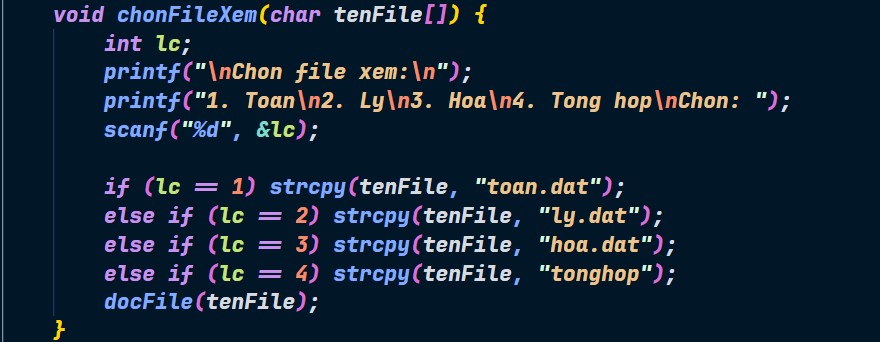 void chonFileXem(char tenFile[]) {
int lc;
printf("\nChon file xem:\n");
printf("1. Toan\n2. Ly\n3. Hoa\n4. Tong hop\nChon: ");
scanf("%d", &lc);
if (lc == 1) strcpy(tenFile, "toan.dat");
else if (lc == 2) strcpy(tenFile, "ly.dat");
else if (lc == 3) strcpy(tenFile, "hoa.dat");
else if (lc == 4) strcpy(tenFile, "tonghop");
docFile(tenFile);
}